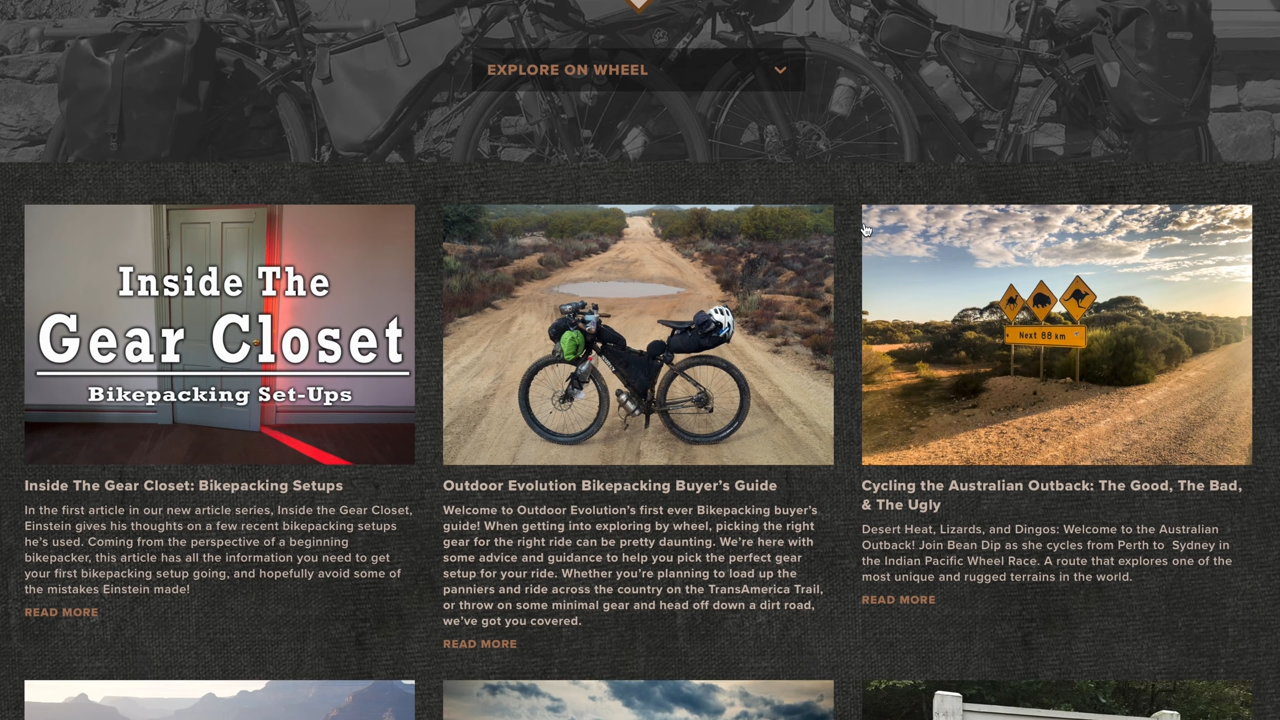 EXPLORE ON WHEEL
Inside The
Gear Closet
Bikepacking Set-Ups
Next 88 km
Inside The Gear Closet: Bikepacking Setups
In the first article in our new article series, Inside the Gear Closet,
Einstein gives his thoughts on a few recent bikepacking setups
he's used. Coming from the perspective of a beginning
bikepacker, this article has all the information you need to get
your first bikepacking setup going, and hopefully avoid some of
the mistakes Einstein made!
READ MORE
Outdoor Evolution Bikepacking Buyer's Guide
Welcome to Outdoor Evolution's first ever Bikepacking buyer's
guide! When getting into exploring by wheel, picking the right
gear for the right ride can be pretty daunting. We're here with
some advice and guidance to help you pick the perfect gear
setup for your ride. Whether you're planning to load up the
panniers and ride across the country on the TransAmerica Trail,
or throw on some minimal gear and head off down a dirt road,
we've got you covered.
READ MORE
Cycling the Australian Outback: The Good, The Bad,
& The Ugly
Desert Heat, Lizards, and Dingos: Welcome to the Australian
Outback! Join Bean Dip as she cycles from Perth to Sydney in
the Indian Pacific Wheel Race. A route that explores one of the
most unique and rugged terrains in the world.
READ MORE